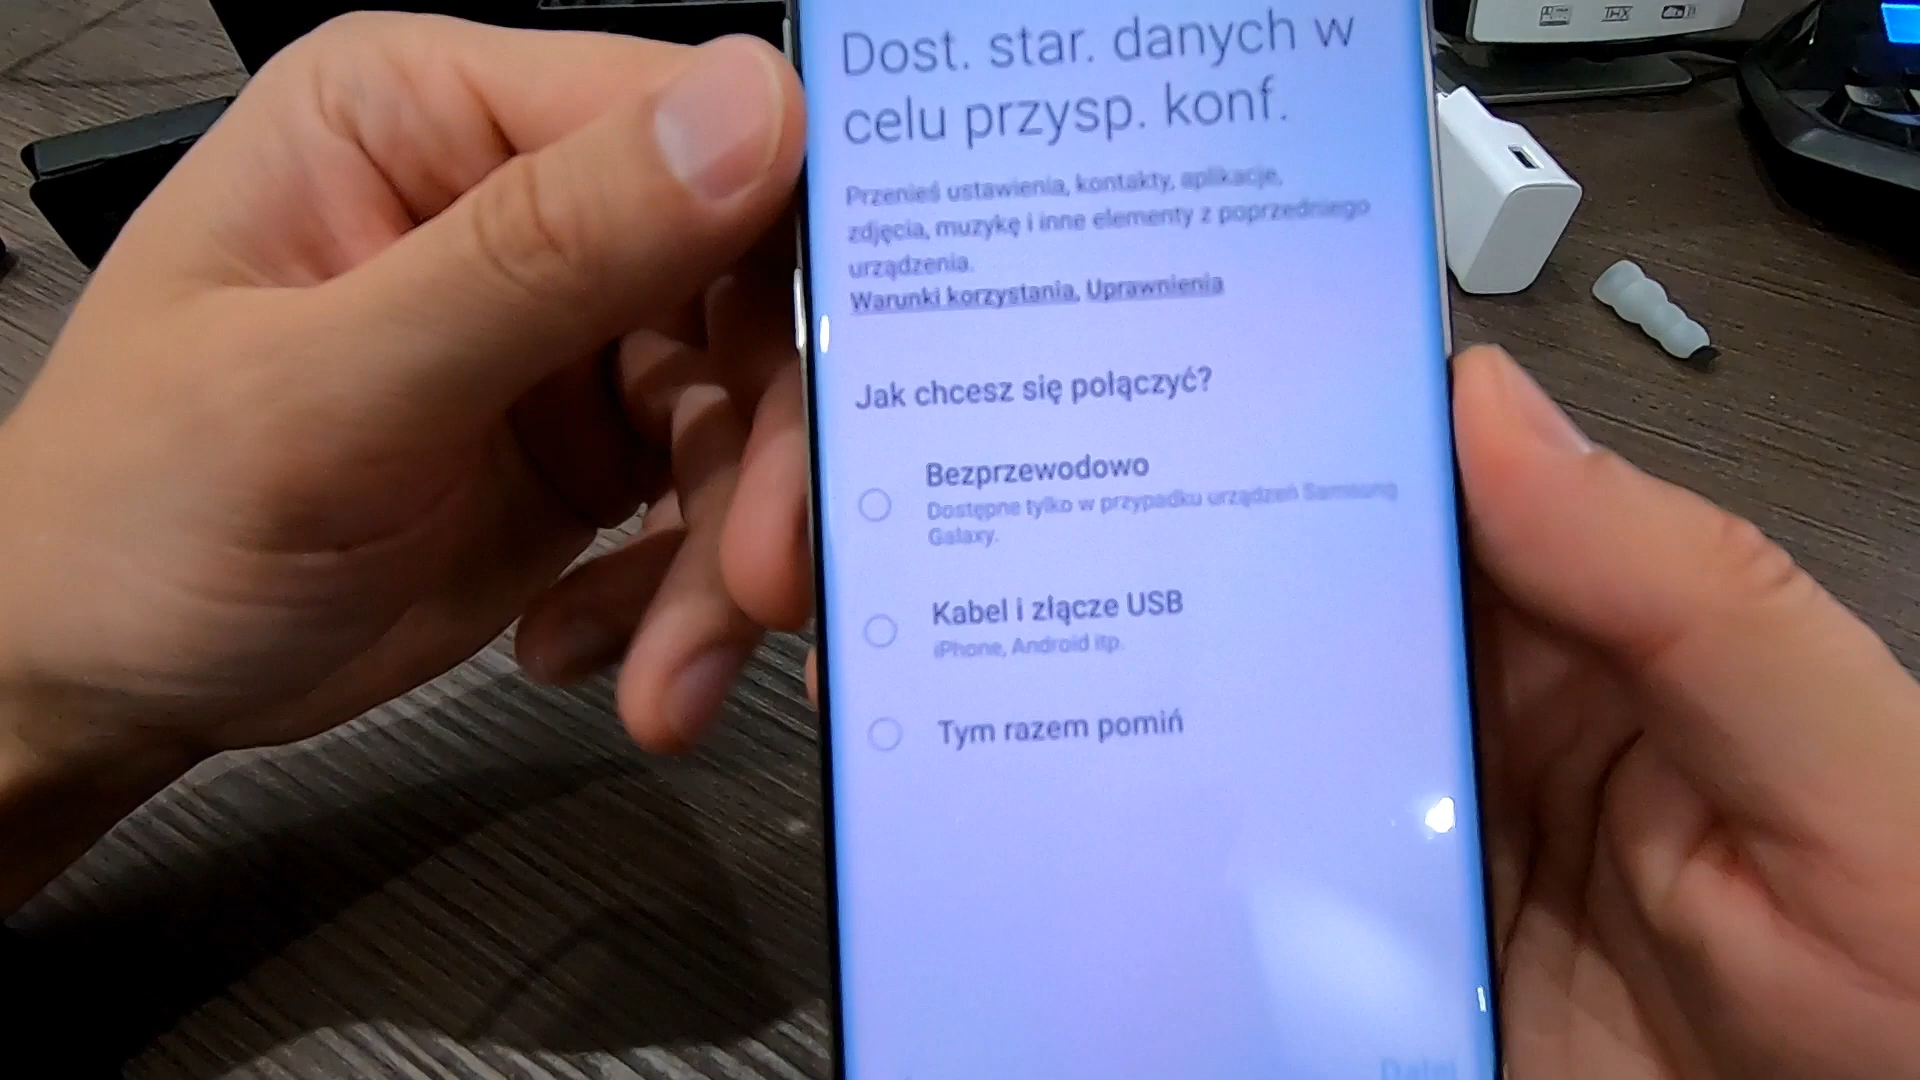 THX
Dost. star. danych w
celu przysp. konf.
Przenieś ustawienia, kontakty, aplikacje,
zdjęcia, muzykę i inne elementy z poprzedniego
urządzenia.
Warunki korzystania, Uprawnienia
Jak chcesz się połączyć?
Bezprzewodowo
Dostępne tylko w przypadku urządzeń Samsung
Galaxy.
Kabel i złącze USB
iPhone, Android itp.
Tym razem pomiń